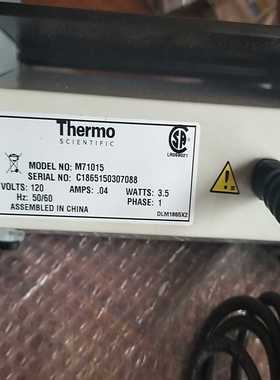 Thermo
SCIENTIFIC
MODEL NO: M71015
SERIAL NO: C1865150307088
VOLTS: 120 AMPS: .04 WATTS: 3.5
Hz: 50/60 PHASE: 1
ASSEMBLED IN CHINA
DLM1865X2